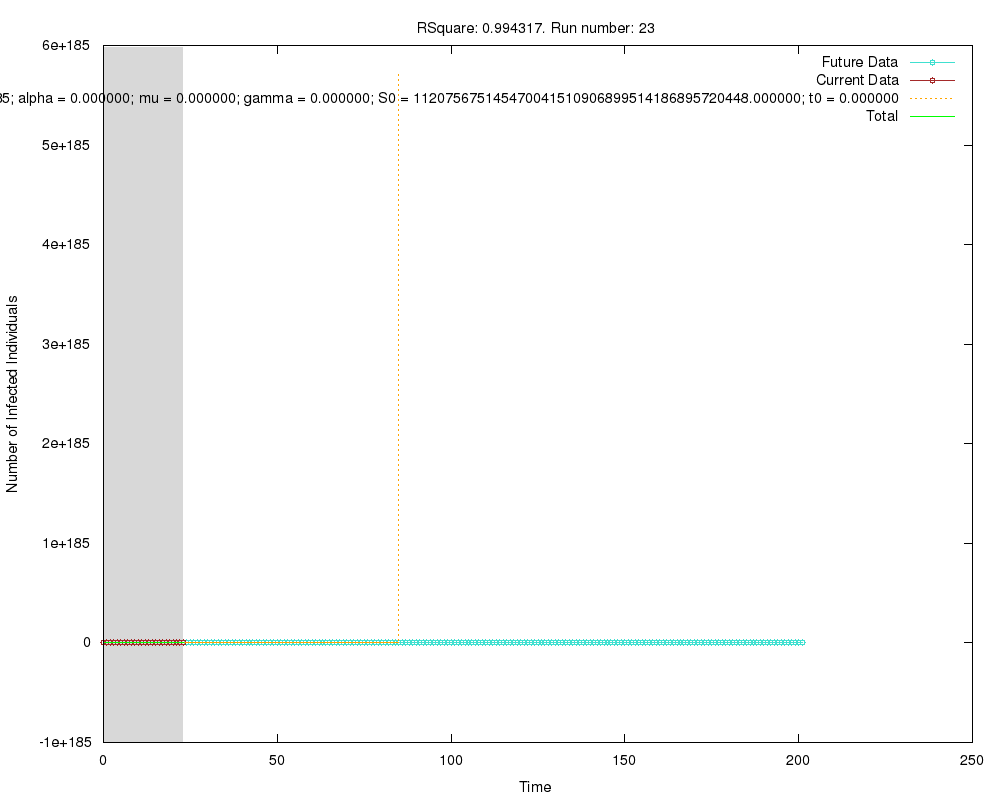 RSquare: 0.994317. Run number: 23
6e+185
5e+185
4e+185
3e+185
2e+185
1e+185
0
-1e+185
Number of Infected Individuals
Future Data
Current Data
35; alpha = 0.000000; mu = 0.000000; gamma = 0.000000; S0 = 112075675145470041510906899514186895720448.000000; t0 = 0.000000
Total
0 50 100 150 200 250
Time